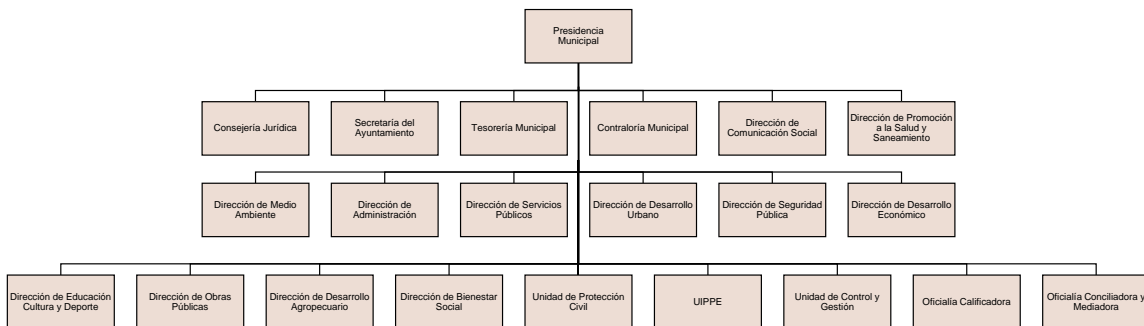 Presidencia
Municipal
Consejería Jurídica
Secretaría del
Ayuntamiento
Tesorería Municipal
Contraloría Municipal
Dirección de
Comunicación Social
Dirección de Promoción
a la Salud y
Saneamiento
Dirección de Medio
Ambiente
Dirección de
Administración
Dirección de Servicios
Públicos
Dirección de Desarrollo
Urbano
Dirección de Seguridad
Pública
Dirección de Desarrollo
Económico
Dirección de Educación
Cultura y Deporte
Dirección de Obras
Públicas
Dirección de Desarrollo
Agropecuario
Dirección de Bienestar
Social
Unidad de Protección
Civil
UIPPE
Unidad de Control y
Gestión
Oficialía Calificadora
Oficialía Conciliadora y
Mediadora